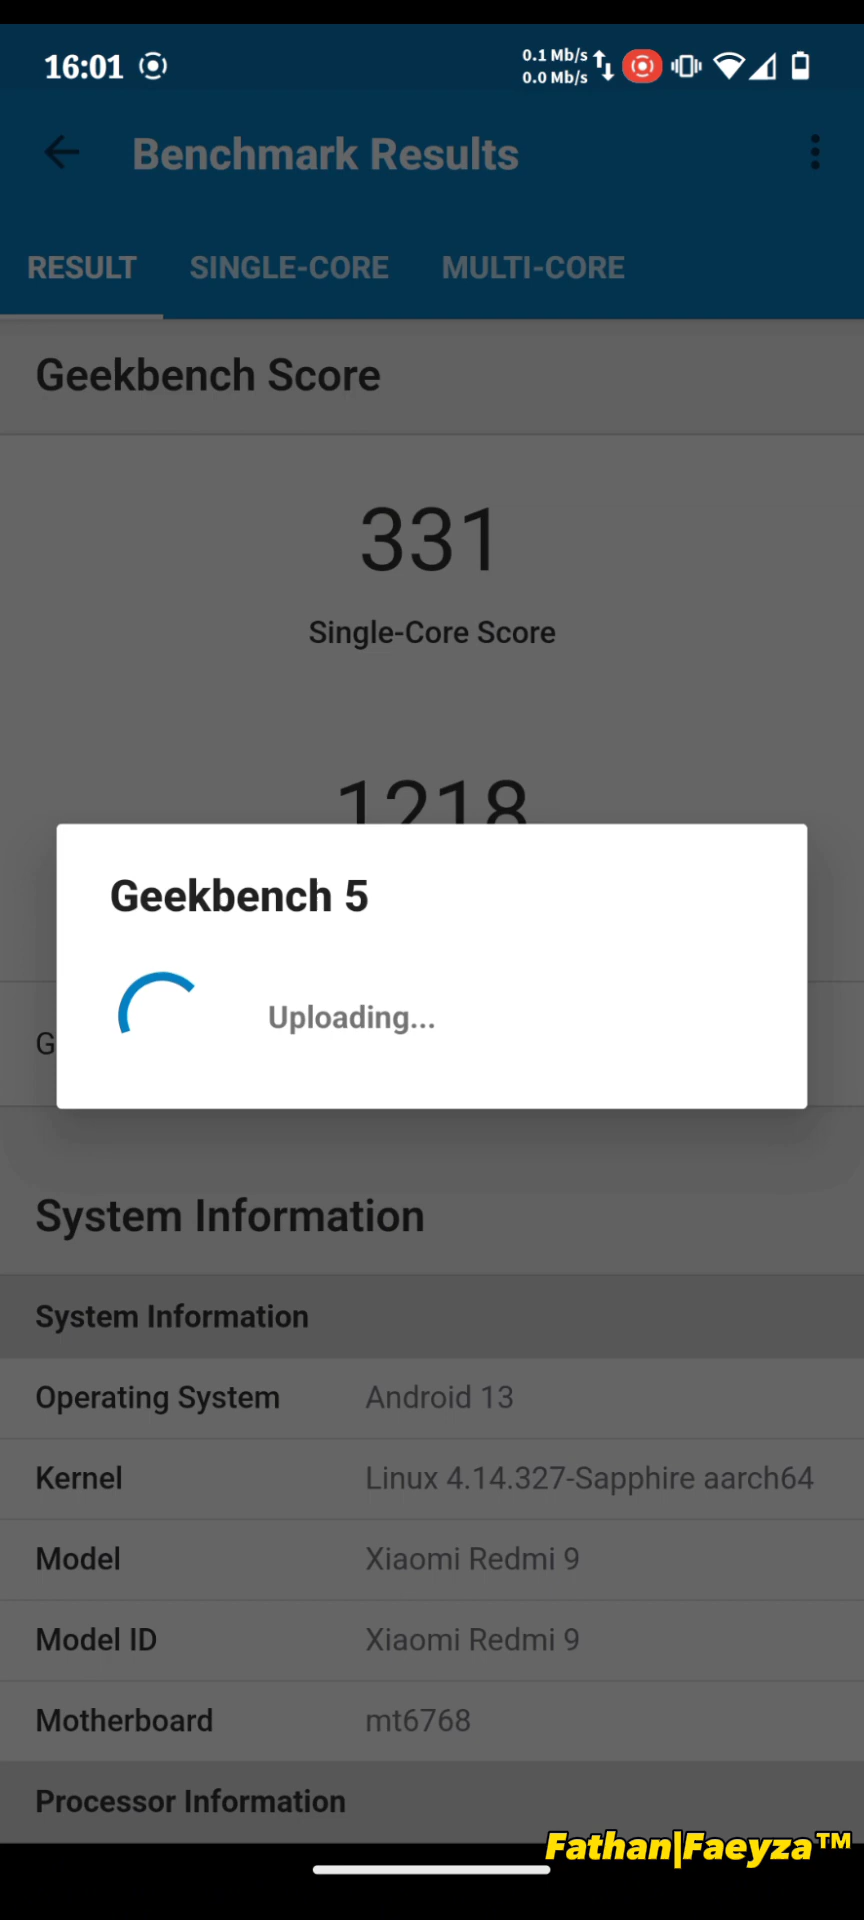 16:01
0.1 Mb/s
0.0 Mb/s
Benchmark Results
RESULT SINGLE-CORE MULTI-CORE
Geekbench Score
331
Single-Core Score
1218
Geekbench 5
Uploading...
G
System Information
System Information
Operating System Android 13
Kernel Linux 4.14.327-Sapphire aarch64
Model Xiaomi Redmi 9
Model ID Xiaomi Redmi 9
Motherboard mt6768
Processor Information
Fathan|Faeyza™